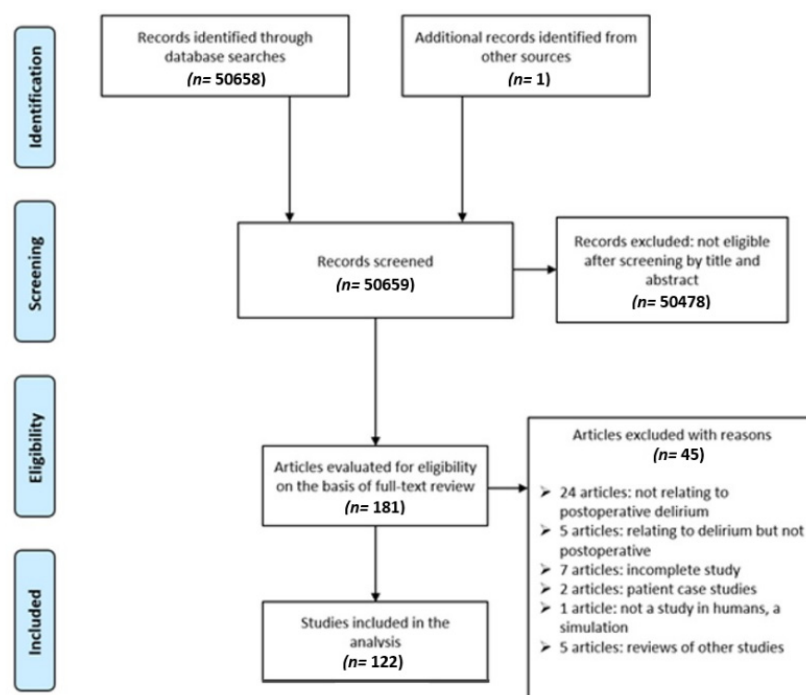 Identification
Records identified through
database searches
(n= 50658)
Additional records identified from
other sources
(n= 1)
Screening
Records screened
(n= 50659)
Records excluded: not eligible
after screening by title and
abstract
(n= 50478)
Eligibility
Articles evaluated for eligibility
on the basis of full-text review
(n= 181)
Articles excluded with reasons
(n= 45)
➢ 24 articles: not relating to
postoperative delirium
➢ 5 articles: relating to delirium but not
postoperative
➢ 7 articles: incomplete study
➢ 2 articles: patient case studies
➢ 1 article: not a study in humans, a
simulation
➢ 5 articles: reviews of other studies
Included
Studies included in the
analysis
(n= 122)